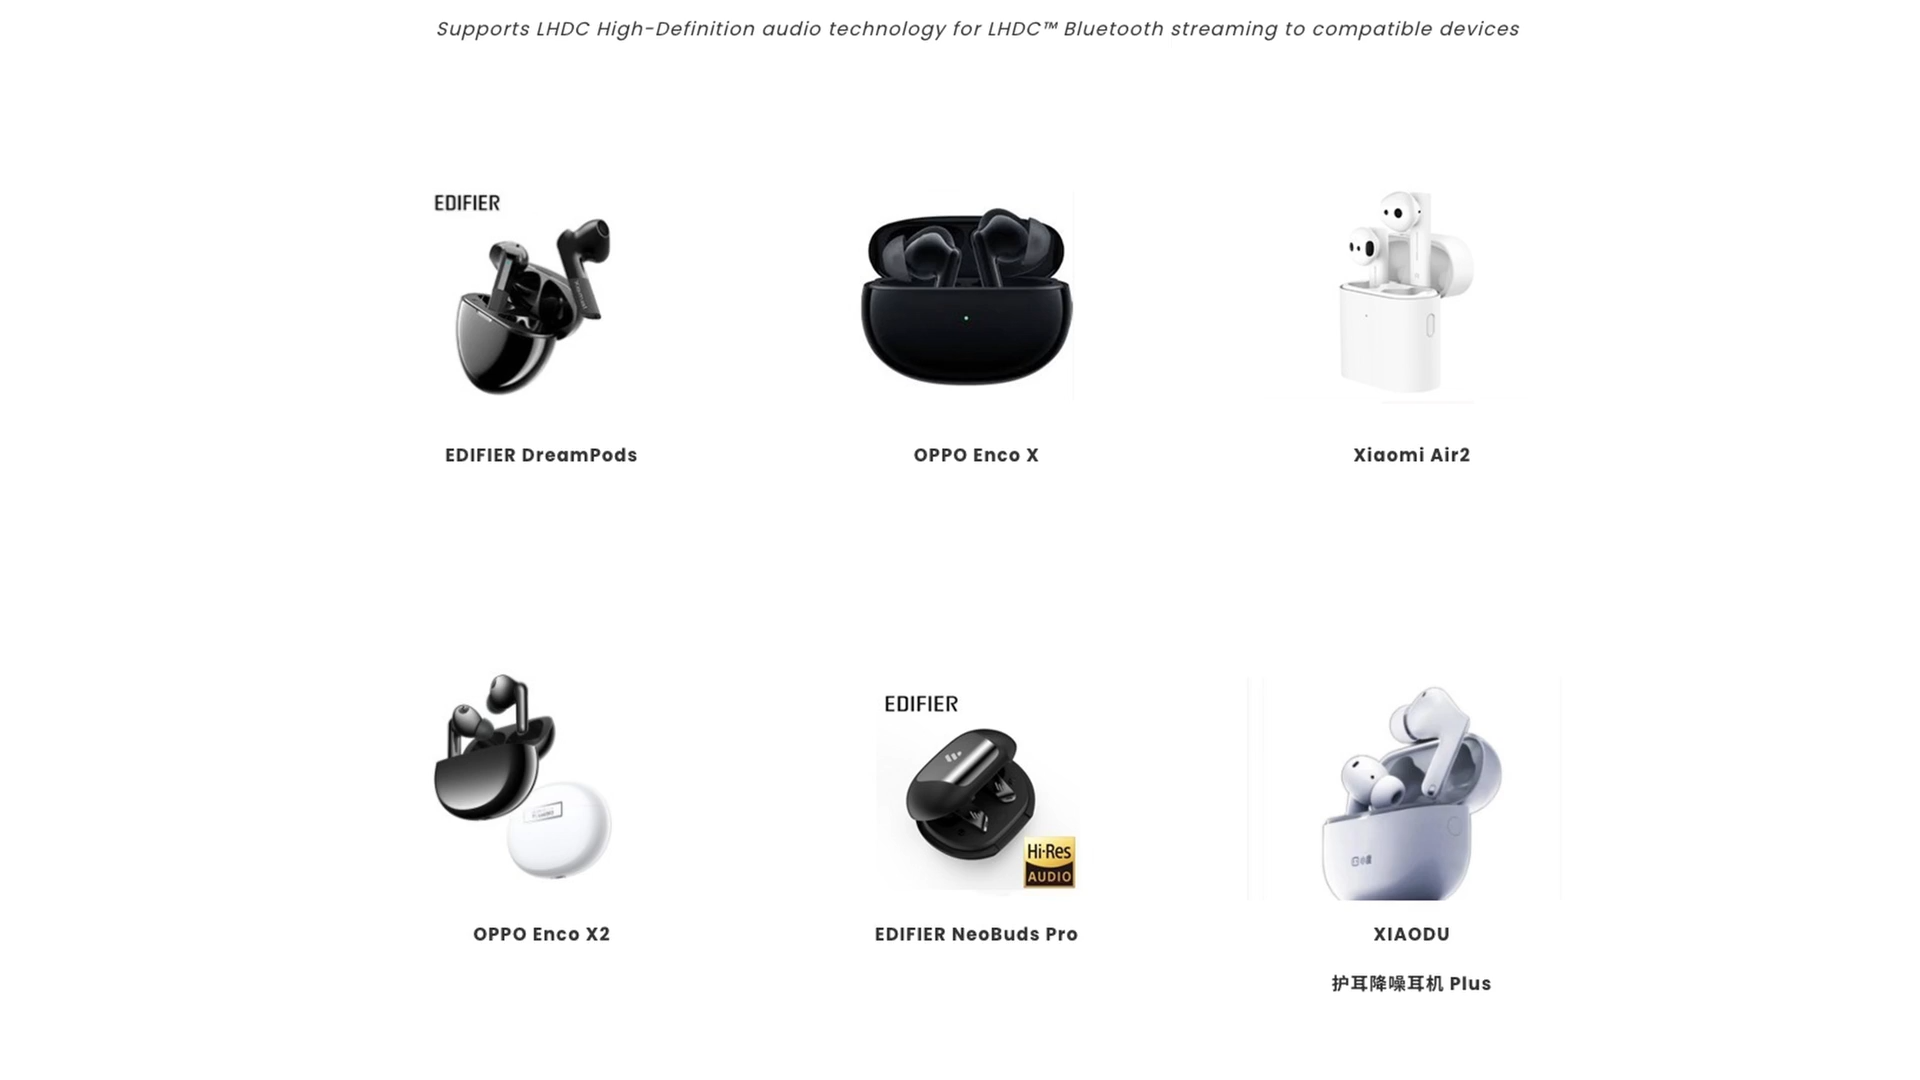 Supports LHDC High-Definition audio technology for LHDC™ Bluetooth streaming to compatible devices
EDIFIER
EDIFIER DreamPods
OPPO Enco X
Xiaomi Air2
EDIFIER
Hi-Res
AUDIO
OPPO Enco X2
EDIFIER NeoBuds Pro
XIAODU
护耳降噪耳机 Plus